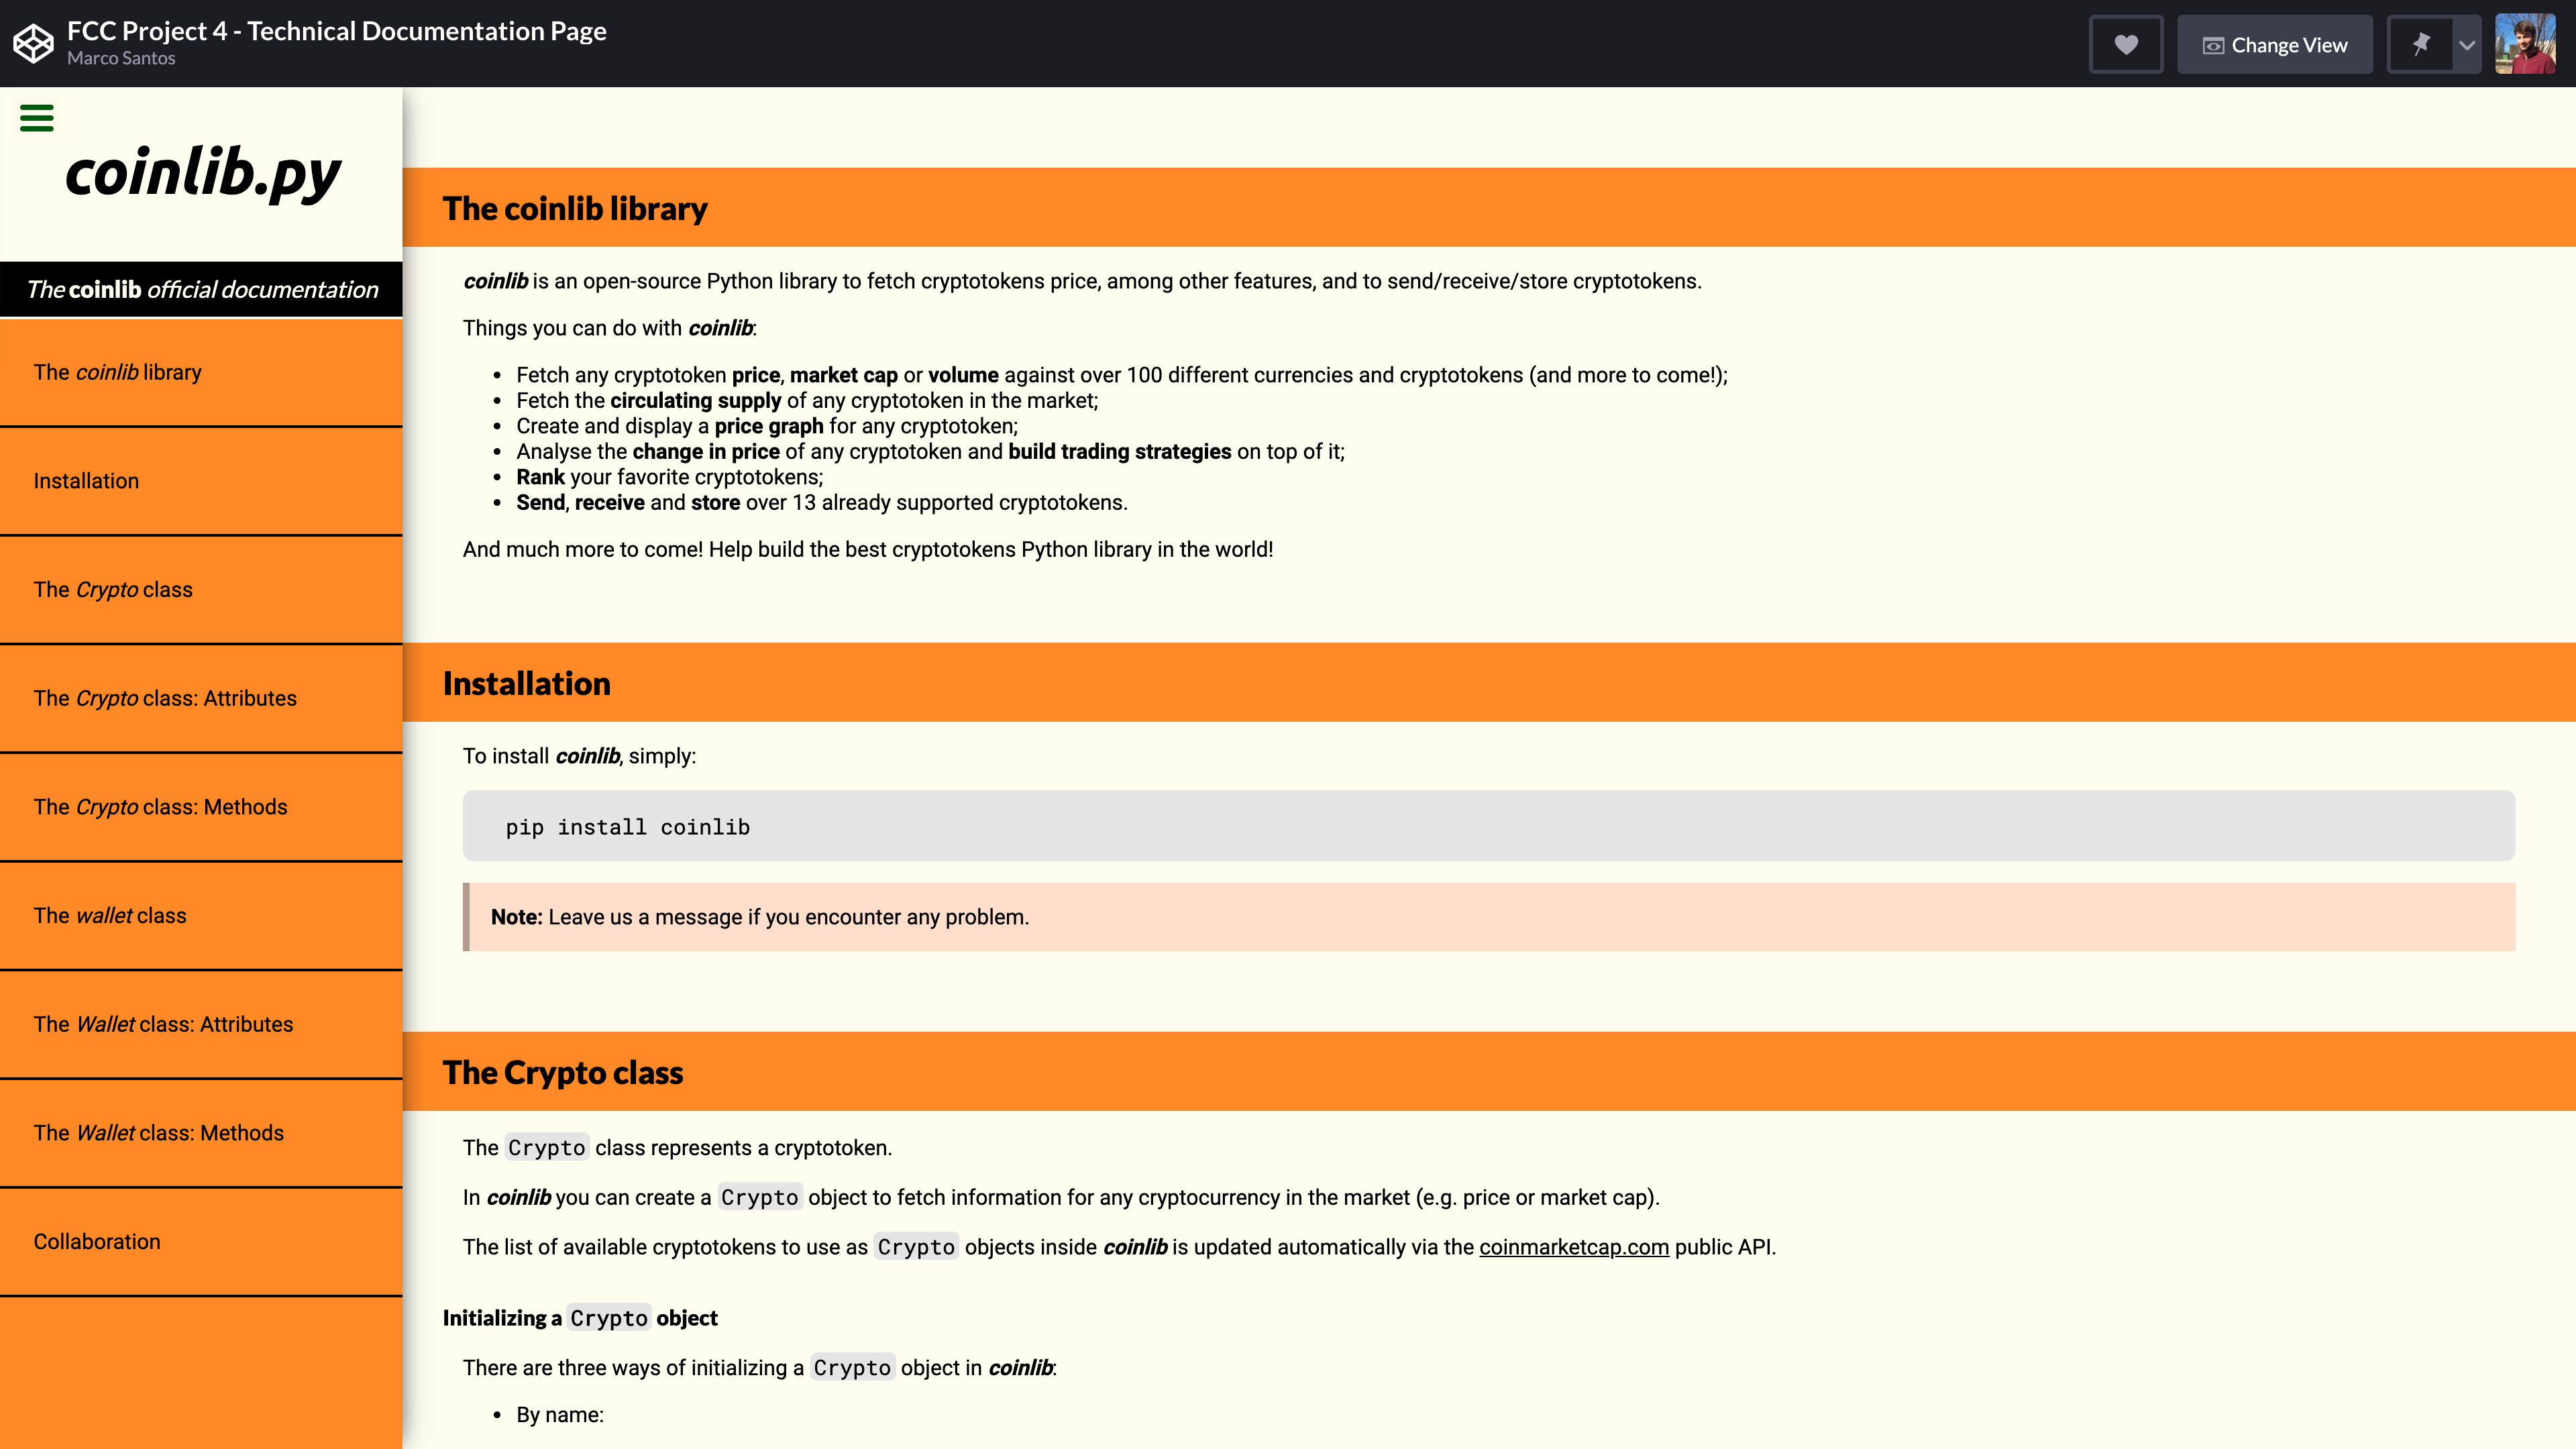 FCC Project 4 - Technical Documentation Page
Marco Santos
Change View
coinlib.py
The coinlib official documentation
The coinlib library
Installation
The Crypto class
The Crypto class: Attributes
The Crypto class: Methods
The wallet class
The Wallet class: Attributes
The Wallet class: Methods
Collaboration
The coinlib library
coinlib is an open-source Python library to fetch cryptotokens price, among other features, and to send/receive/store cryptotokens.
Things you can do with coinlib:
• Fetch any cryptotoken price, market cap or volume against over 100 different currencies and cryptotokens (and more to come!);
• Fetch the circulating supply of any cryptotoken in the market;
• Create and display a price graph for any cryptotoken;
• Analyse the change in price of any cryptotoken and build trading strategies on top of it;
• Rank your favorite cryptotokens;
• Send, receive and store over 13 already supported cryptotokens.
And much more to come! Help build the best cryptotokens Python library in the world!
Installation
To install coinlib, simply:
pip install coinlib
Note: Leave us a message if you encounter any problem.
The Crypto class
The Crypto class represents a cryptotoken.
In coinlib you can create a Crypto object to fetch information for any cryptocurrency in the market (e.g. price or market cap).
The list of available cryptotokens to use as Crypto objects inside coinlib is updated automatically via the coinmarketcap.com public API.
Initializing a Crypto object
There are three ways of initializing a Crypto object in coinlib:
• By name: